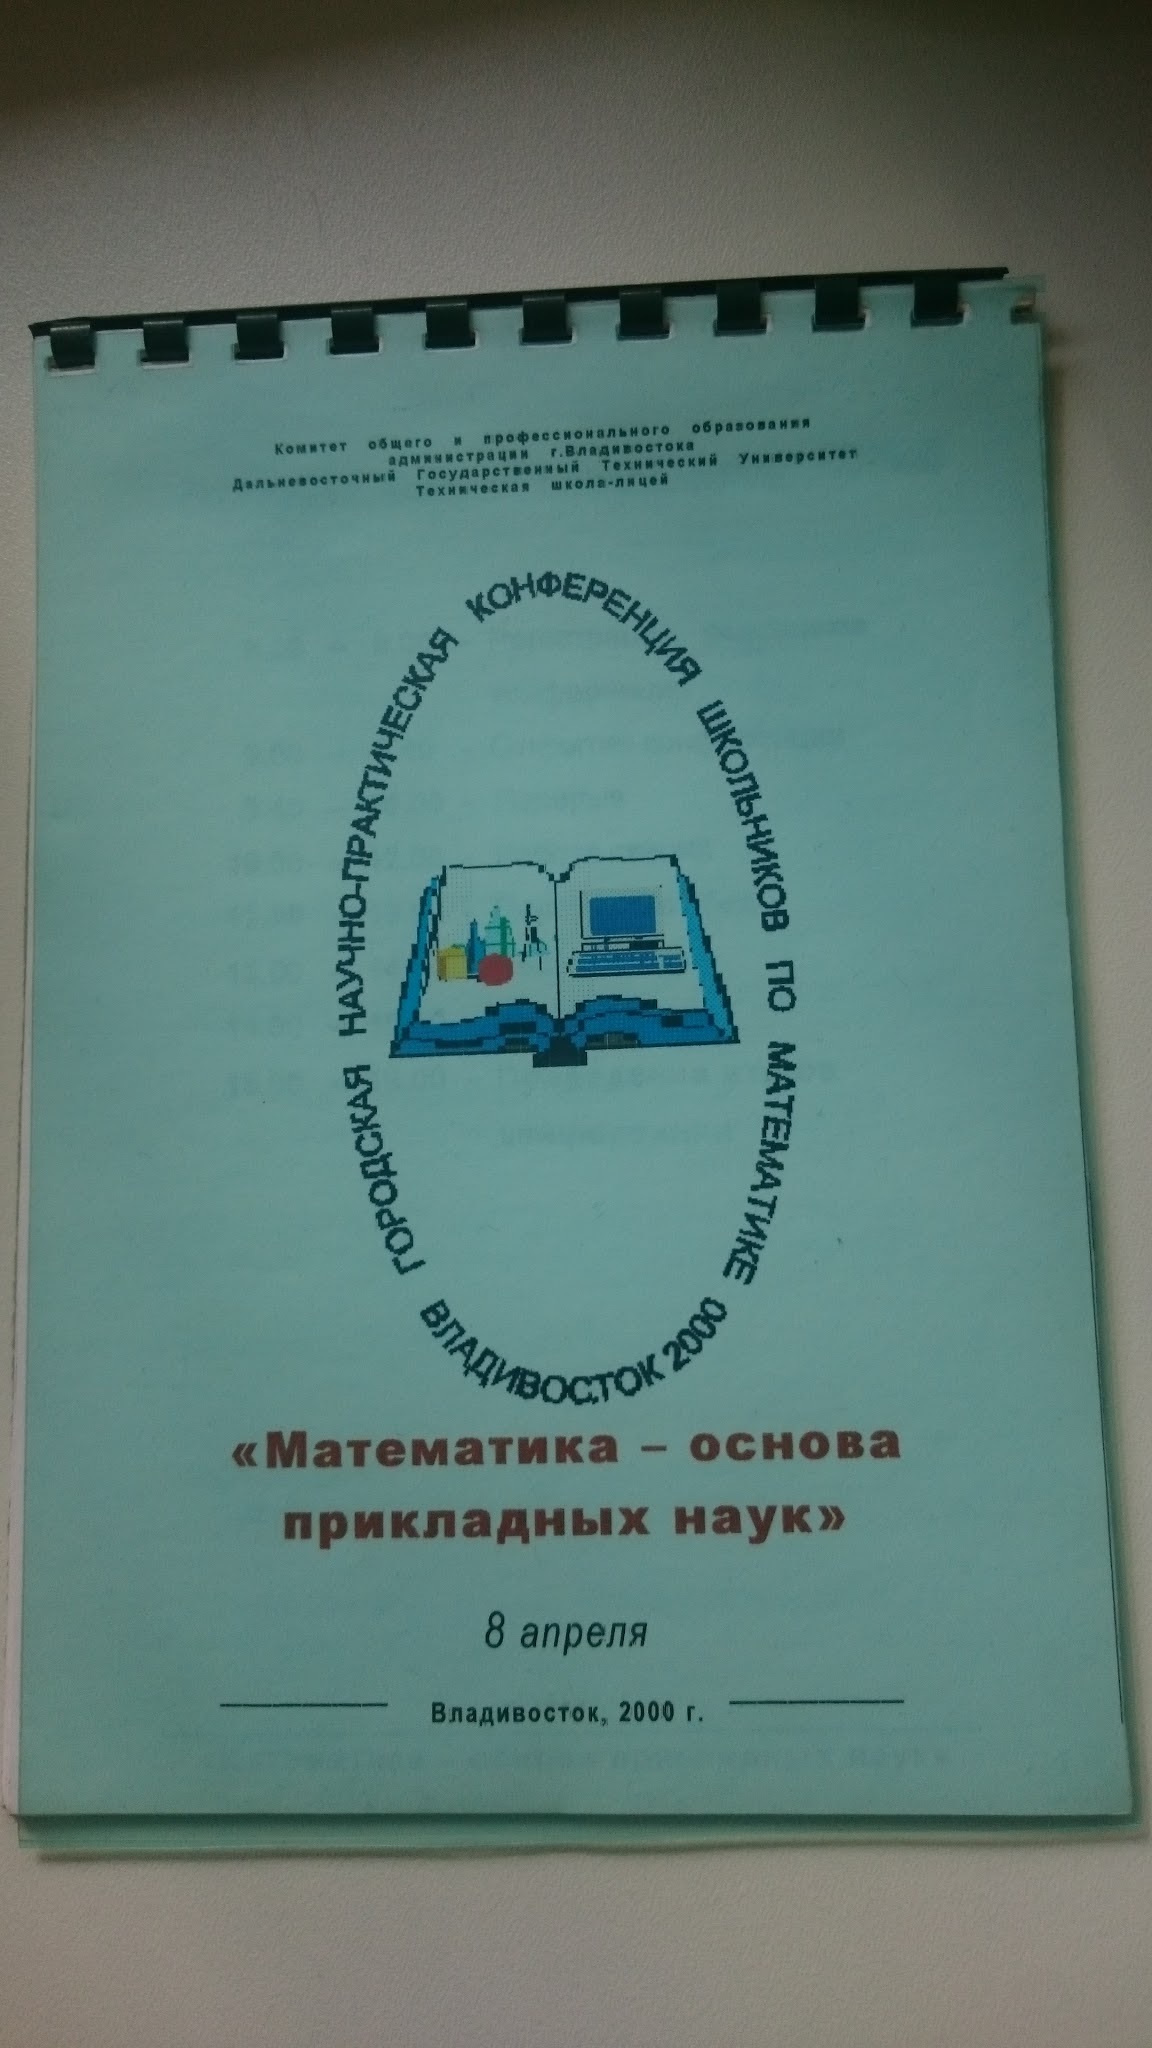 Комитет общего и профессионального образования
администрации г.Владивостока
Дальневосточный Государственный Технический Университет
Техническая школа-лицей
ГОРОДСКАЯ НАУЧНО-ПРАКТИЧЕСКАЯ КОНФЕРЕНЦИЯ ШКОЛЬНИКОВ ПО МАТЕМАТИКЕ
ВЛАДИВОСТОК 2000
«Математика – основа
прикладных наук»
8 апреля
Владивосток, 2000 г.